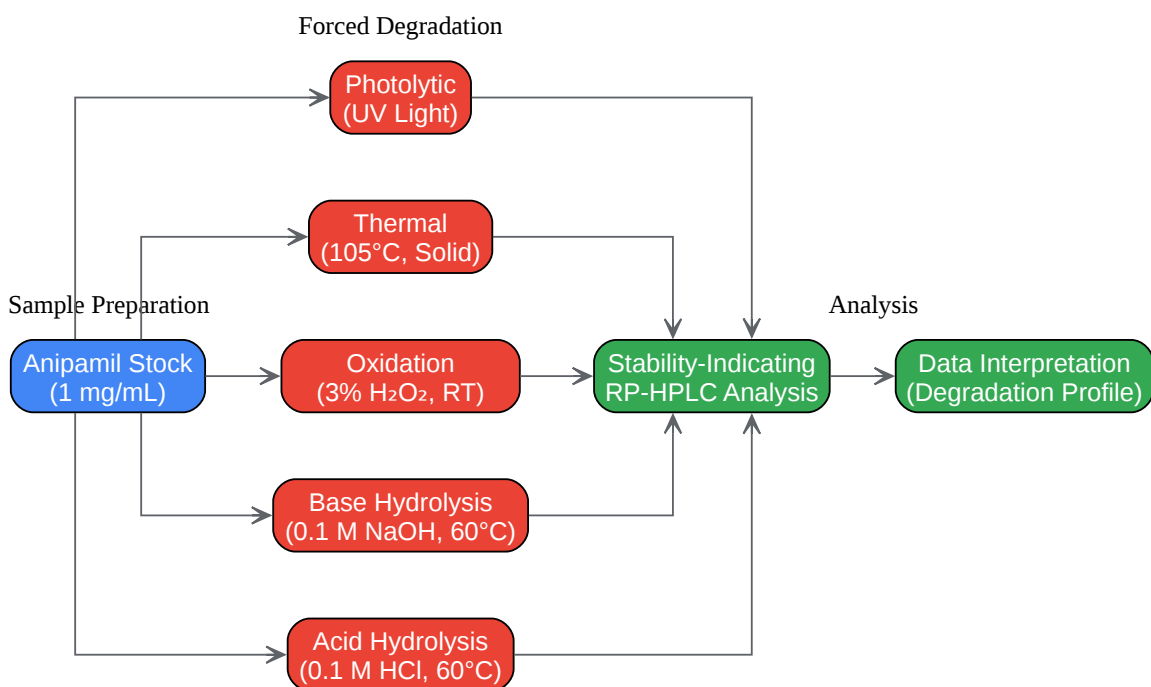 Forced Degradation
Photolytic
(UV Light)
Thermal
(105°C, Solid)
Sample Preparation
Analysis
Anipamil Stock
(1 mg/mL)
Oxidation
(3% H₂O₂, RT)
Stability-Indicating
RP-HPLC Analysis
Data Interpretation
(Degradation Profile)
Base Hydrolysis
(0.1 M NaOH, 60°C)
Acid Hydrolysis
(0.1 M HCl, 60°C)